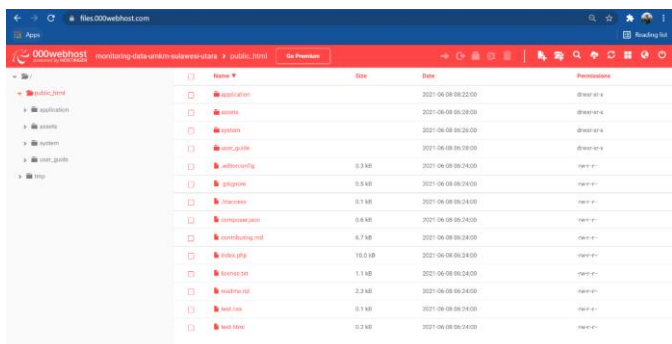 files.000webhost.com
Apps
Reading list
000webhost
powered by HOSTINGER
monitoring-data-umkm-sulawesi-utara > public_html
Go Premium
/
public_html
application
assets
system
user_guide
tmp
Name ▼ Size Date Permissions
application 2021-06-08 08:22:00 drwxr-xr-x
assets 2021-06-08 06:28:00 drwxr-xr-x
system 2021-06-08 06:26:00 drwxr-xr-x
user_guide 2021-06-08 06:28:00 drwxr-xr-x
.editorconfig 0.3 kB 2021-06-08 06:24:00 -rw-r--r--
.gitignore 0.5 kB 2021-06-08 06:24:00 -rw-r--r--
.htaccess 0.1 kB 2021-06-08 06:24:00 -rw-r--r--
composer.json 0.6 kB 2021-06-08 06:24:00 -rw-r--r--
contributing.md 6.7 kB 2021-06-08 06:24:00 -rw-r--r--
index.php 10.0 kB 2021-06-08 06:24:00 -rw-r--r--
license.txt 1.1 kB 2021-06-08 06:24:00 -rw-r--r--
readme.rst 2.3 kB 2021-06-08 06:24:00 -rw-r--r--
0.1 kB 2021-06-08 06:24:00 -rw-r--r--
test.html 0.2 kB 2021-06-08 06:24:00 -rw-r--r--